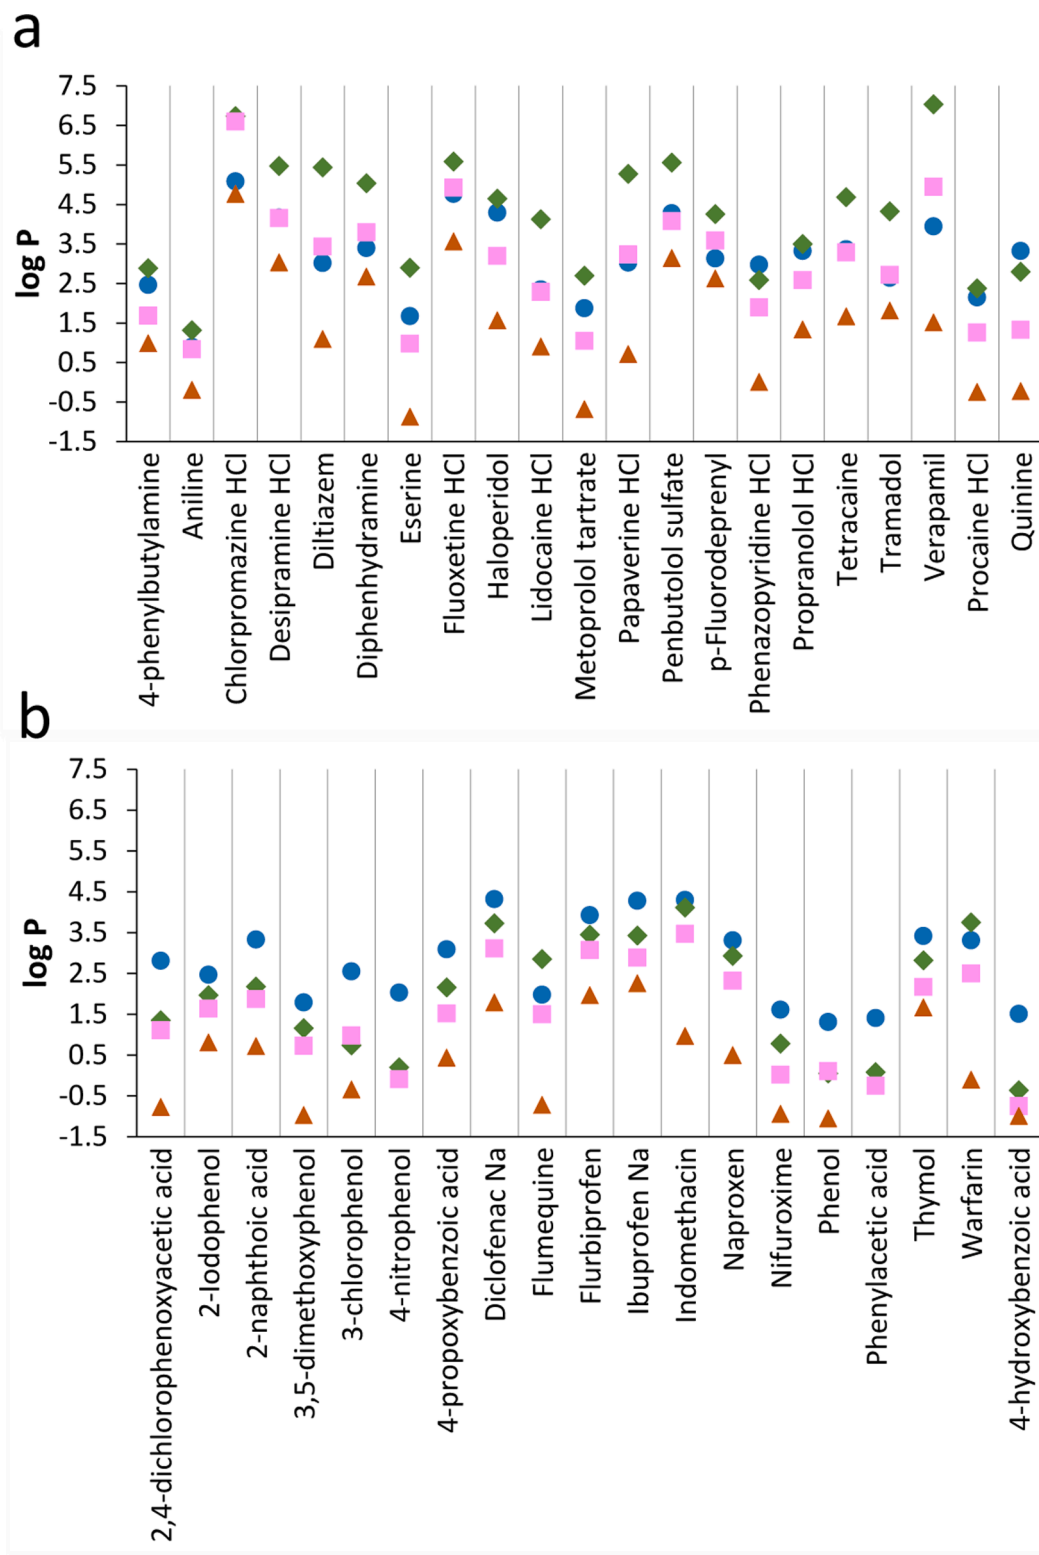 a
7.5
6.5
5.5
4.5
3.5
2.5
1.5
0.5
-0.5
-1.5
log P
4-phenylbutylamine
Aniline
Chlorpromazine HCl
Desipramine HCl
Diltiazem
Diphenhydramine
Eserine
Fluoxetine HCl
Haloperidol
Lidocaine HCl
Metoprolol tartrate
Papaverine HCl
Penbutolol sulfate
p-Fluorodeprenyl
Phenazopyridine HCl
Propranolol HCl
Tetracaine
Tramadol
Verapamil
Procaine HCl
Quinine
b
7.5
6.5
5.5
4.5
3.5
2.5
1.5
0.5
-0.5
-1.5
log P
2,4-dichlorophenoxyacetic acid
2-Iodophenol
2-naphthoic acid
3,5-dimethoxyphenol
3-chlorophenol
4-nitrophenol
4-propoxybenzoic acid
Diclofenac Na
Flumequine
Flurbiprofen
Ibuprofen Na
Indomethacin
Naproxen
Nifuroxime
Phenol
Phenylacetic acid
Thymol
Warfarin
4-hydroxybenzoic acid